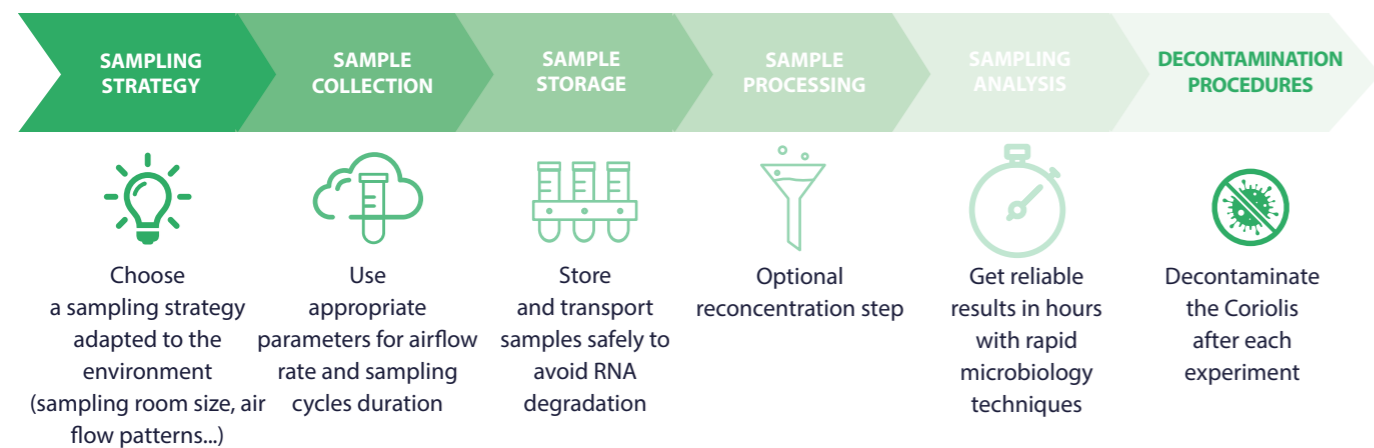 SAMPLING
STRATEGY
SAMPLE
COLLECTION
SAMPLE
STORAGE
SAMPLE
PROCESSING
SAMPLING
ANALYSIS
DECONTAMINATION
PROCEDURES
Choose
a sampling strategy
adapted to the
environment
(sampling room size, air
flow patterns...)
Use
appropriate
parameters for airflow
rate and sampling
cycles duration
Store
and transport
samples safely to
avoid RNA
degradation
Optional
reconcentration step
Get reliable
results in hours
with rapid
microbiology
techniques
Decontaminate
the Coriolis
after each
experiment